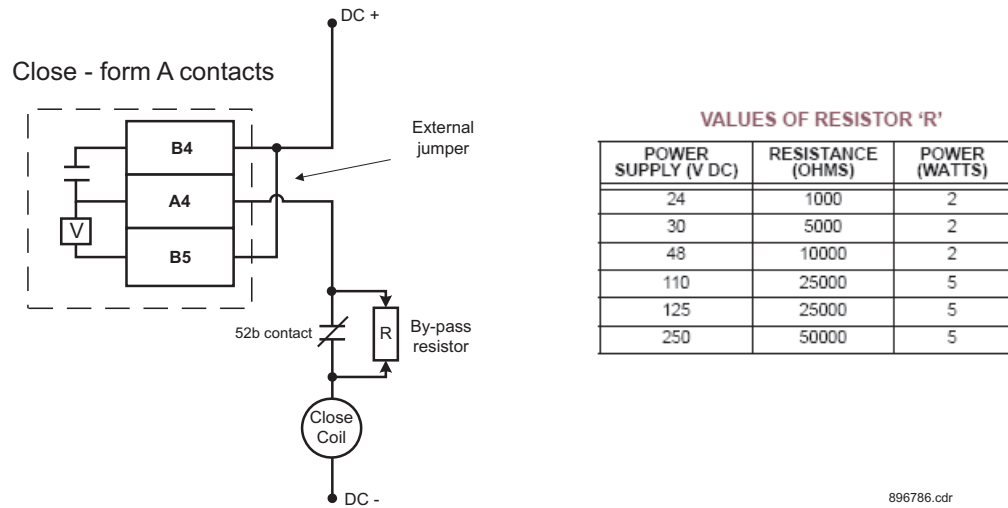 DC +
Close - form A contacts
B4
A4
V
B5
External
jumper
52b contact
R
By-pass
resistor
Close
Coil
DC -
VALUES OF RESISTOR ‘R’
POWER SUPPLY (V DC) RESISTANCE (OHMS) POWER (WATTS)
24 1000 2
30 5000 2
48 10000 2
110 25000 5
125 25000 5
250 50000 5
896786.cdr